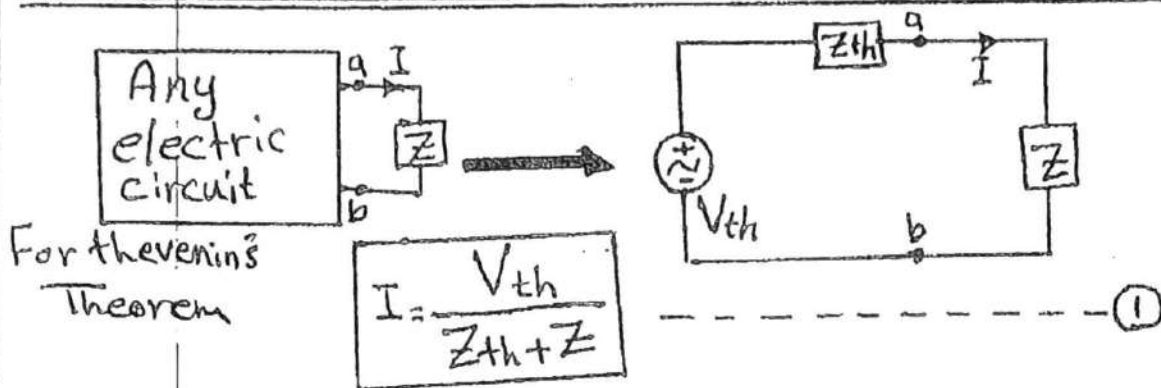 Any
electric
circuit
a
I
Z
b
Zth
a
I
+
-
Vth
Z
b
For thevenin's
Theorem
I = Vth / Zth + Z
1